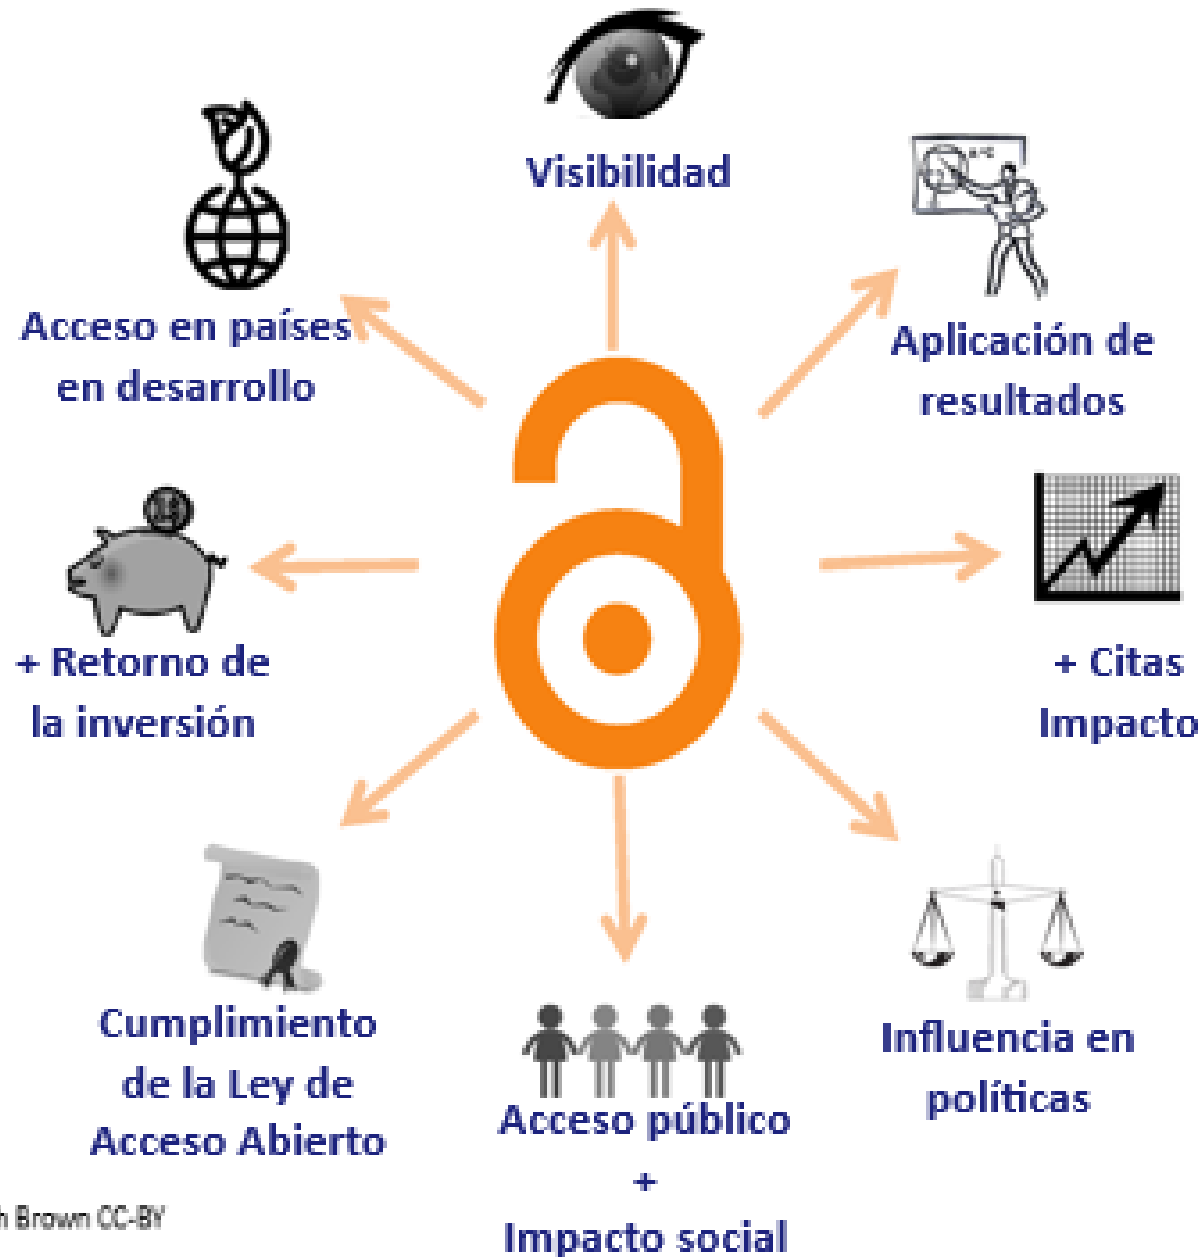 Visibilidad
Acceso en países
en desarrollo
Aplicación de
resultados
+ Retorno de
la inversión
+ Citas
Impacto
Cumplimiento
de la Ley de
Acceso Abierto
Acceso público
+
Impacto social
Influencia en
políticas
Brown CC-BY